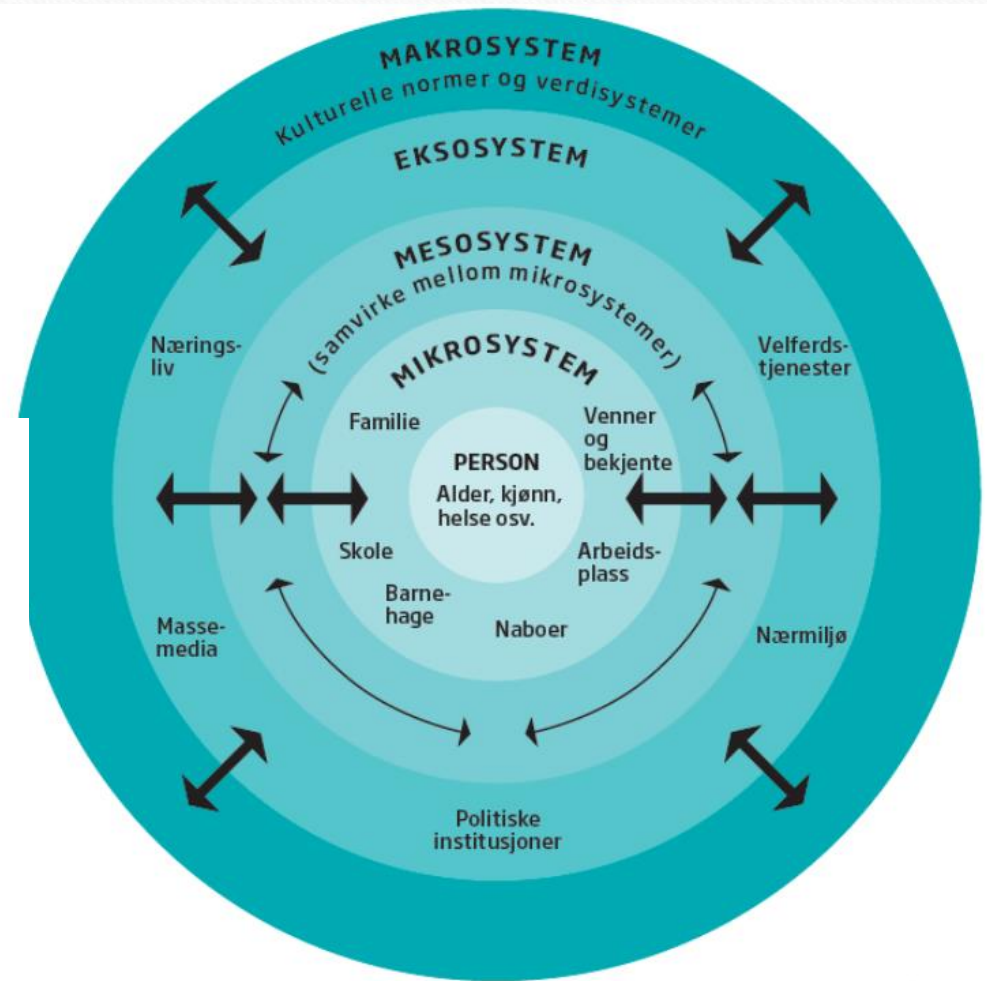 MAKROSYSTEM
Kulturelle normer og verdisystemer
EKSOSYSTEM
MESOSYSTEM
(samvirke mellom mikrosystemer)
MIKROSYSTEM
Nærings-
liv
Velferds-
tjenester
Familie
Venner
og
bekjente
PERSON
Alder, kjønn,
helse osv.
Skole
Arbeids-
plass
Barne-
hage
Naboer
Masse-
media
Nærmiljø
Politiske
institusjoner